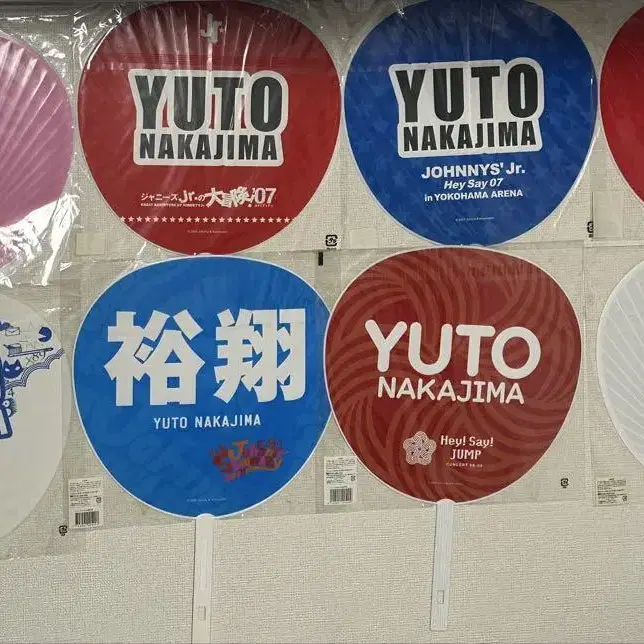 Jr.
YUTO
NAKAJIMA
ジャニーズJr.の大冒険!'07
YUTO
NAKAJIMA
JOHNNYS' Jr.
Hey Say 07
in YOKOHAMA ARENA
裕翔
YUTO NAKAJIMA
YUTO
NAKAJIMA
Hey! Say!
JUMP